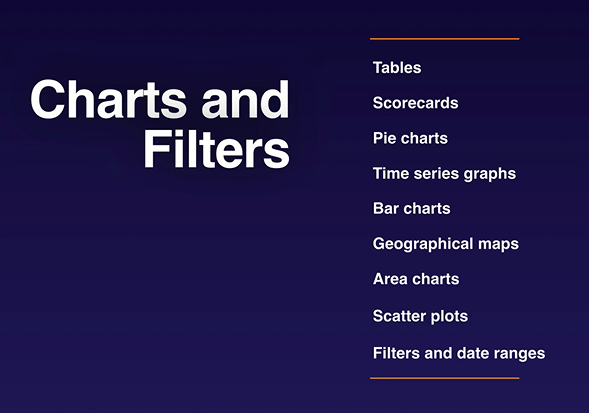 Charts and
Filters
Tables
Scorecards
Pie charts
Time series graphs
Bar charts
Geographical maps
Area charts
Scatter plots
Filters and date ranges